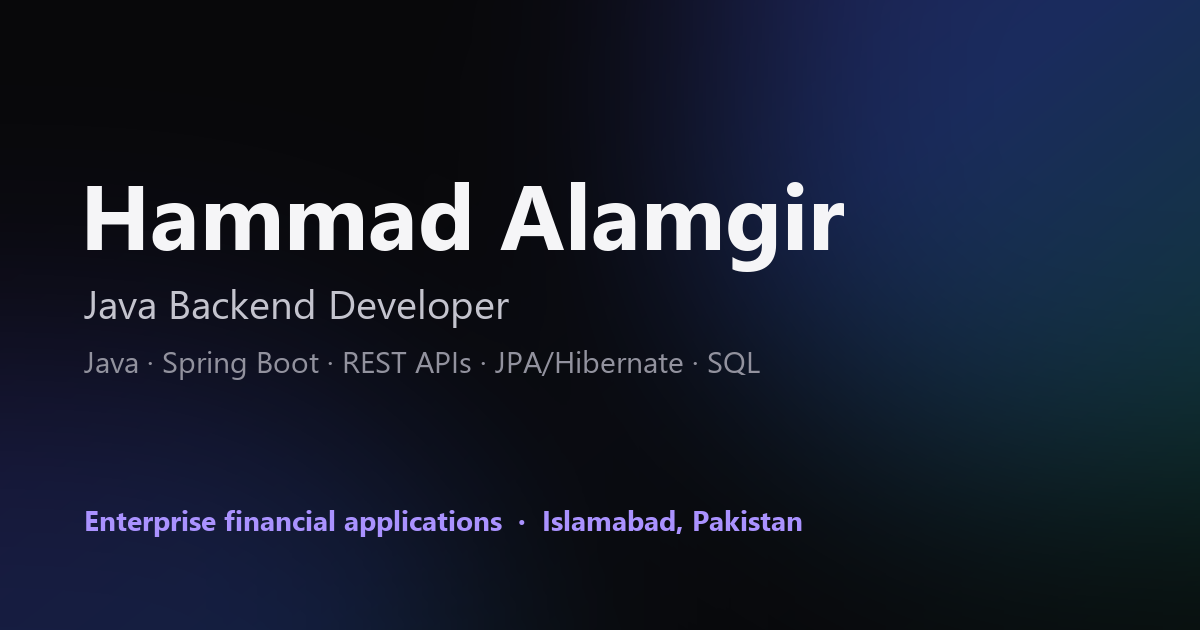 Hammad Alamgir
Java Backend Developer
Java · Spring Boot · REST APIs · JPA/Hibernate · SQL
Enterprise financial applications · Islamabad, Pakistan